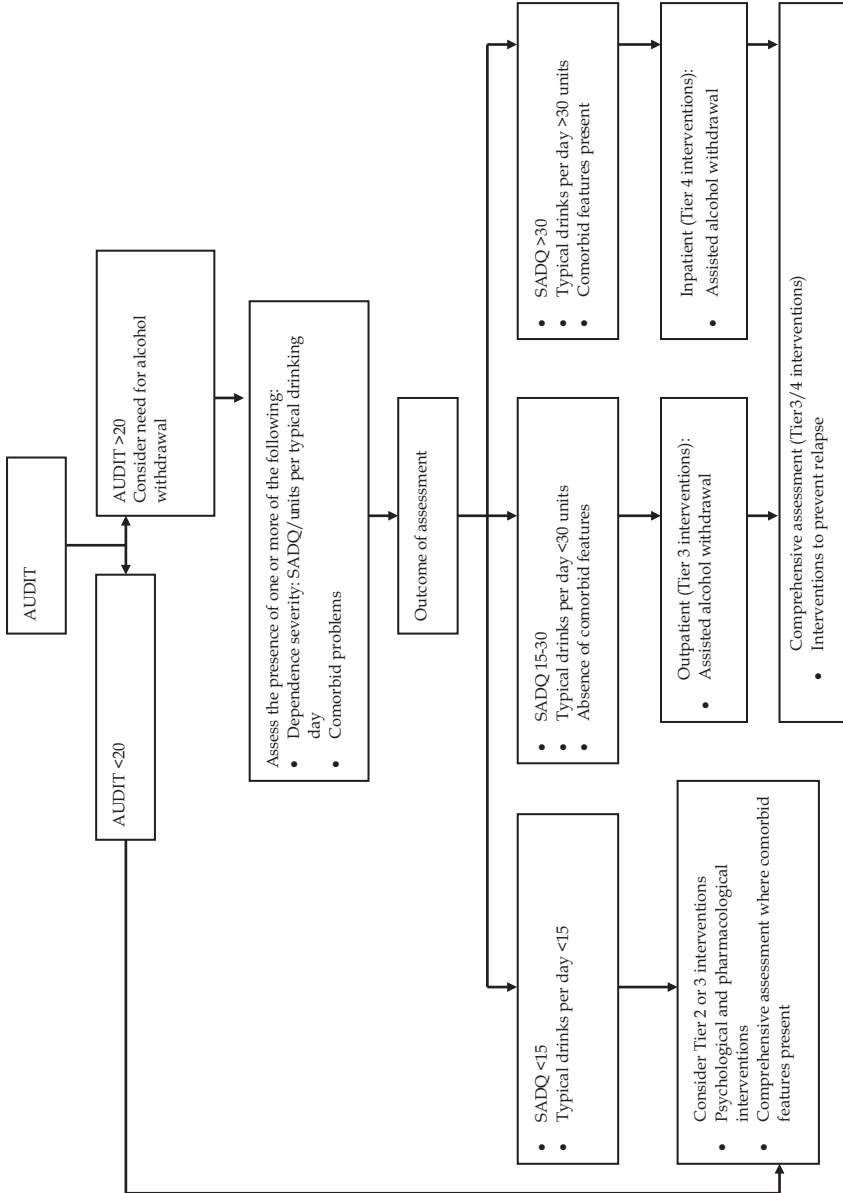 AUDIT
AUDIT <20
AUDIT >20
Consider need for alcohol
withdrawal
Assess the presence of one or more of the following:
• Dependence severity: SADQ/units per typical drinking
day
• Comorbid problems
Outcome of assessment
• SADQ <15
• Typical drinks per day <15
• SADQ 15-30
• Typical drinks per day <30 units
• Absence of comorbid features
• SADQ >30
• Typical drinks per day >30 units
• Comorbid features present
Consider Tier 2 or 3 interventions
• Psychological and pharmacological
interventions
• Comprehensive assessment where comorbid
features present
Outpatient (Tier 3 interventions):
• Assisted alcohol withdrawal
Inpatient (Tier 4 interventions):
• Assisted alcohol withdrawal
Comprehensive assessment (Tier 3/4 interventions)
• Interventions to prevent relapse